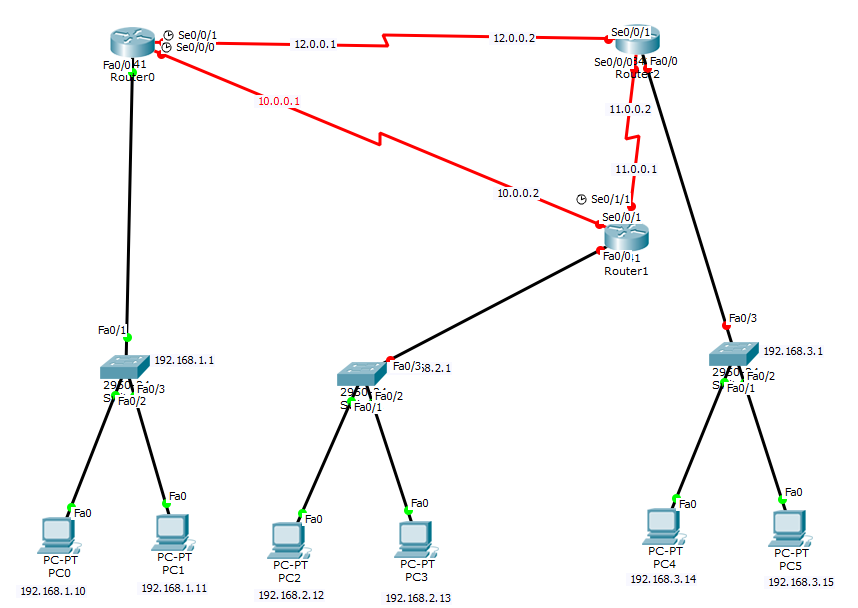 Se0/0/1
Se0/0/0
Fa0/0
41
Router0
12.0.0.1
12.0.0.2
Se0/0/1
Se0/0/0
Fa0/0
Router2
10.0.0.1
11.0.0.2
11.0.0.1
10.0.0.2
Se0/1/1
Se0/0/1
Fa0/0
Router1
Fa0/1
192.168.1.1
Fa0/3
Fa0/2
Fa0/3
8.2.1
Fa0/2
Fa0/1
Fa0/3
192.168.3.1
Fa0/2
Fa0/1
Fa0
Fa0
Fa0
Fa0
Fa0
Fa0
PC-PT
PC0
192.168.1.10
PC-PT
PC1
192.168.1.11
PC-PT
PC2
192.168.2.12
PC-PT
PC3
192.168.2.13
PC-PT
PC4
192.168.3.14
PC-PT
PC5
192.168.3.15